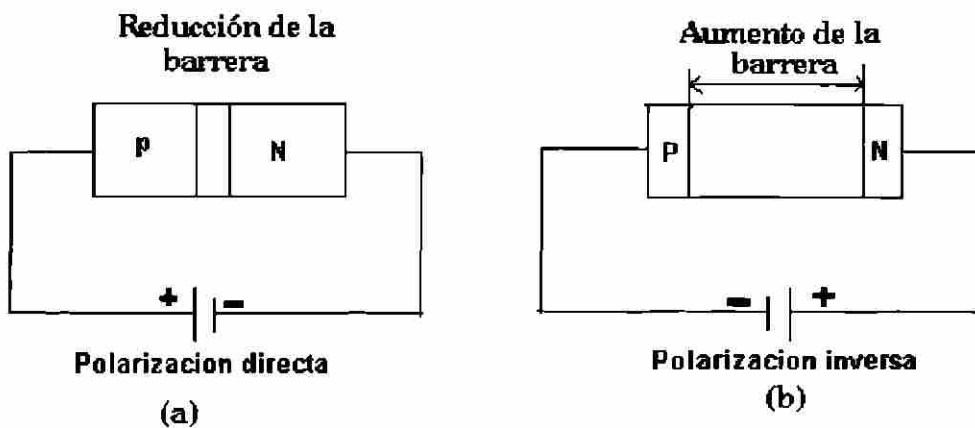 Reducción de la
barrera
p
N
+
−
Polarizacion directa
(a)
Aumento de la
barrera
P
N
−
+
Polarizacion inversa
(b)